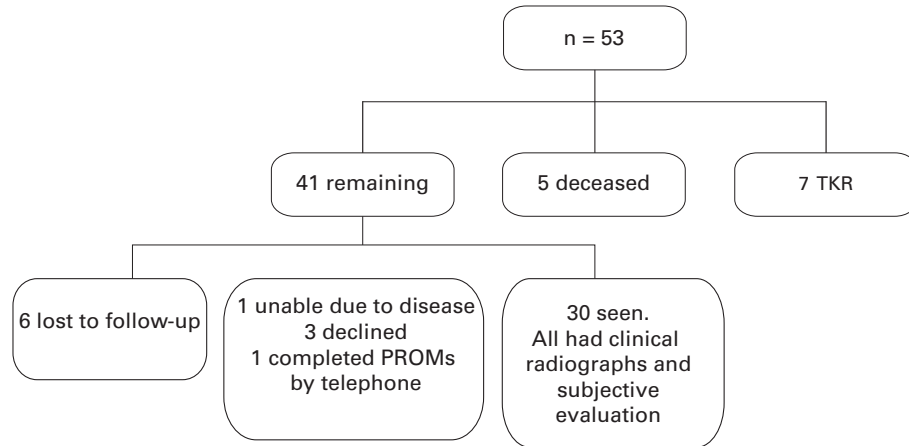 n = 53
41 remaining
5 deceased
7 TKR
6 lost to follow-up
1 unable due to disease
3 declined
1 completed PROMs
by telephone
30 seen.
All had clinical
radiographs and
subjective
evaluation